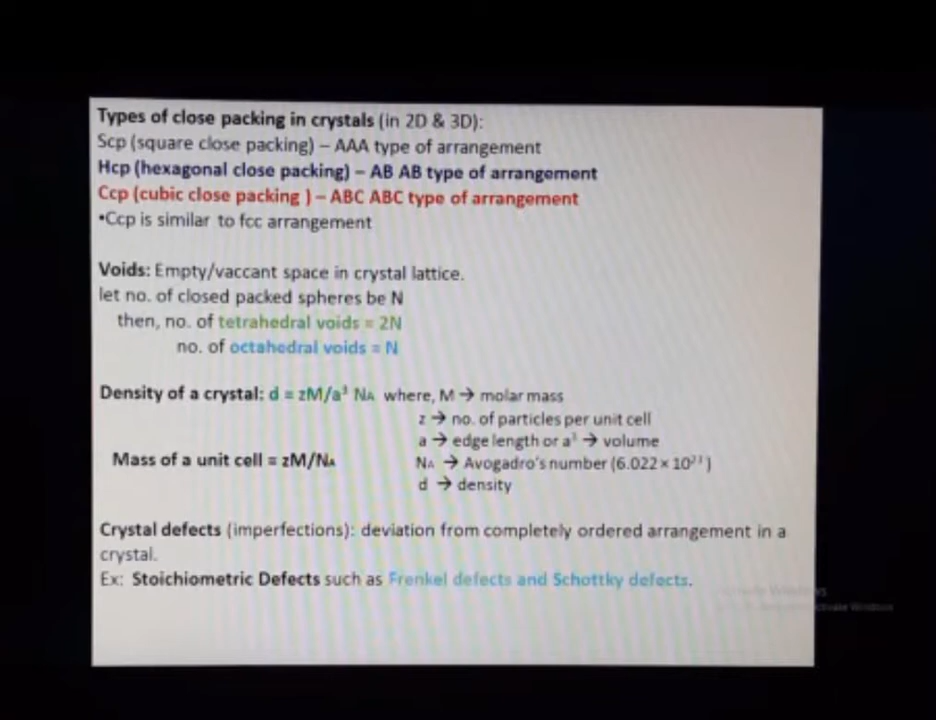 Types of close packing in crystals (in 2D & 3D):
Scp (square close packing) – AAA type of arrangement
Hcp (hexagonal close packing) – AB AB type of arrangement
Ccp (cubic close packing ) – ABC ABC type of arrangement
•Ccp is similar to fcc arrangement
Voids: Empty/vaccant space in crystal lattice.
let no. of closed packed spheres be N
then, no. of tetrahedral voids = 2N
no. of octahedral voids = N
Density of a crystal: d = zM/a³ NA where, M → molar mass
z → no. of particles per unit cell
a → edge length or a³ → volume
Mass of a unit cell = zM/NA
NA → Avogadro's number (6.022 × 10²³)
d → density
Crystal defects (imperfections): deviation from completely ordered arrangement in a
crystal.
Ex: Stoichiometric Defects such as Frenkel defects and Schottky defects.
Windows
activate Windows